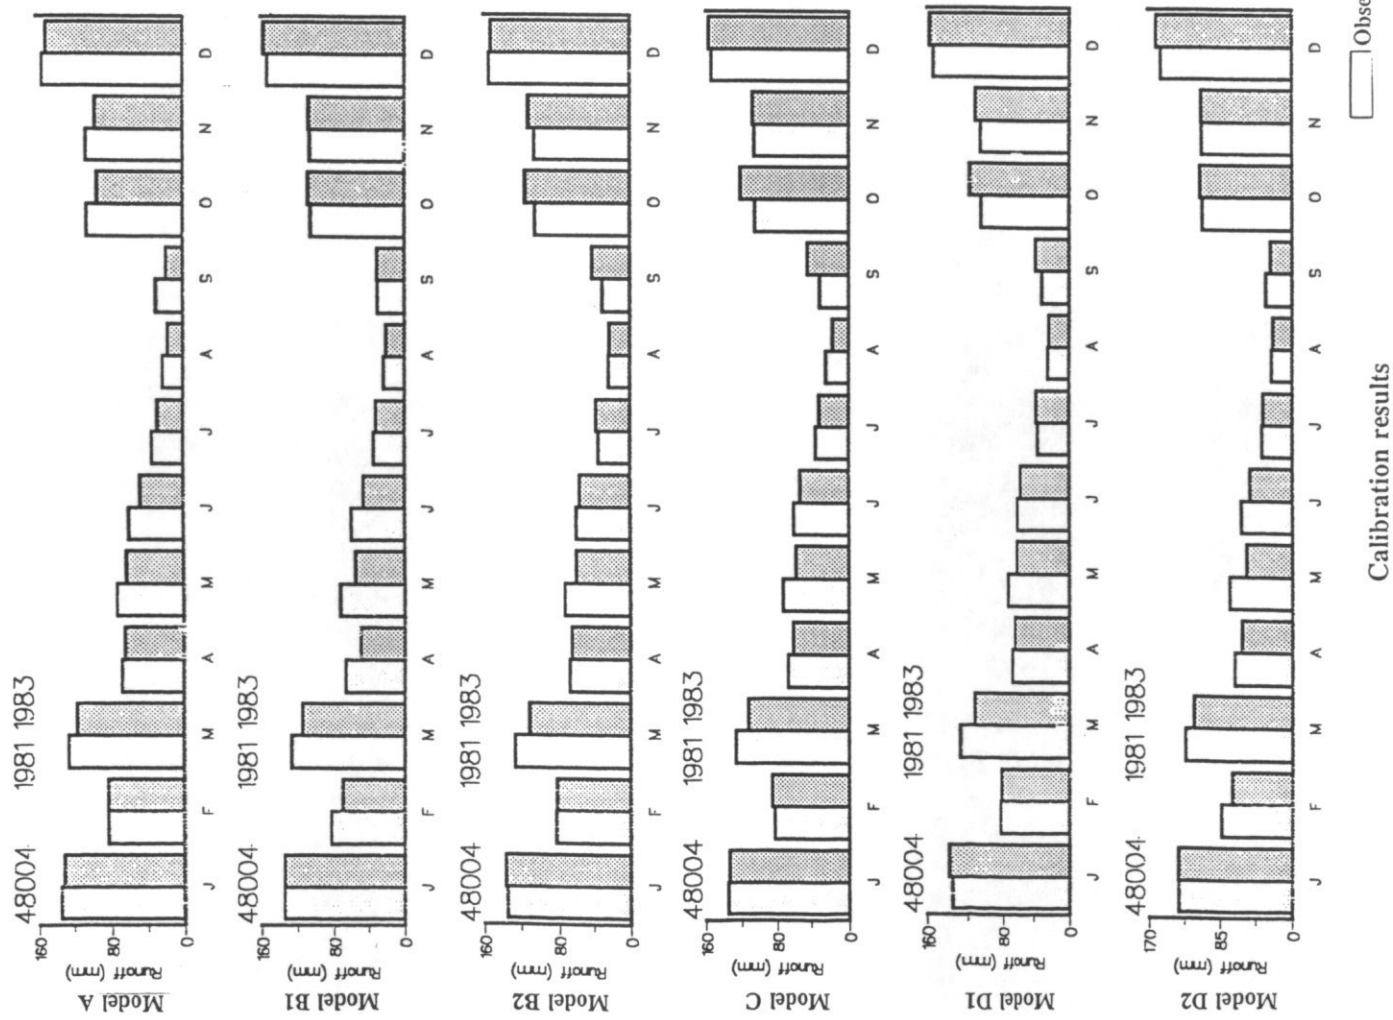 Model A
Runoff (mm)
160
80
0
48004 1981 1983
J F M A M J J A S O N D
Model B1
Runoff (mm)
160
80
0
48004 1981 1983
J F M A M J J A S O N D
Model B2
Runoff (mm)
160
80
0
48004 1981 1983
J F M A M J J A S O N D
Model C
Runoff (mm)
160
80
0
48004 1981 1983
J F M A M J J A S O N D
Model D1
Runoff (mm)
160
80
0
48004 1981 1983
J F M A M J J A S O N D
Model D2
Runoff (mm)
170
85
0
48004 1981 1983
J F M A M J J A S O N D
Calibration results